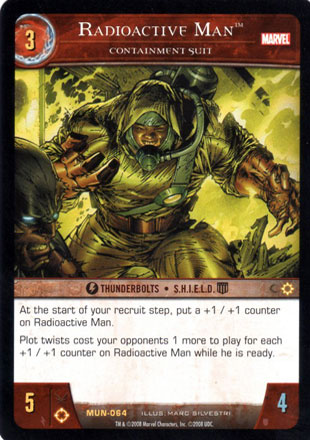 3
RADIOACTIVE MAN™
CONTAINMENT SUIT
MARVEL
THUNDERBOLTS • S.H.I.E.L.D.
C
At the start of your recruit step, put a +1 / +1 counter
on Radioactive Man.
Plot twists cost your opponents 1 more to play for each
+1 / +1 counter on Radioactive Man while he is ready.
5
MUN-064
ILLUS. MARC SILVESTRI
TM & ©2008 Marvel Characters, Inc. ©2008 UDC.
4